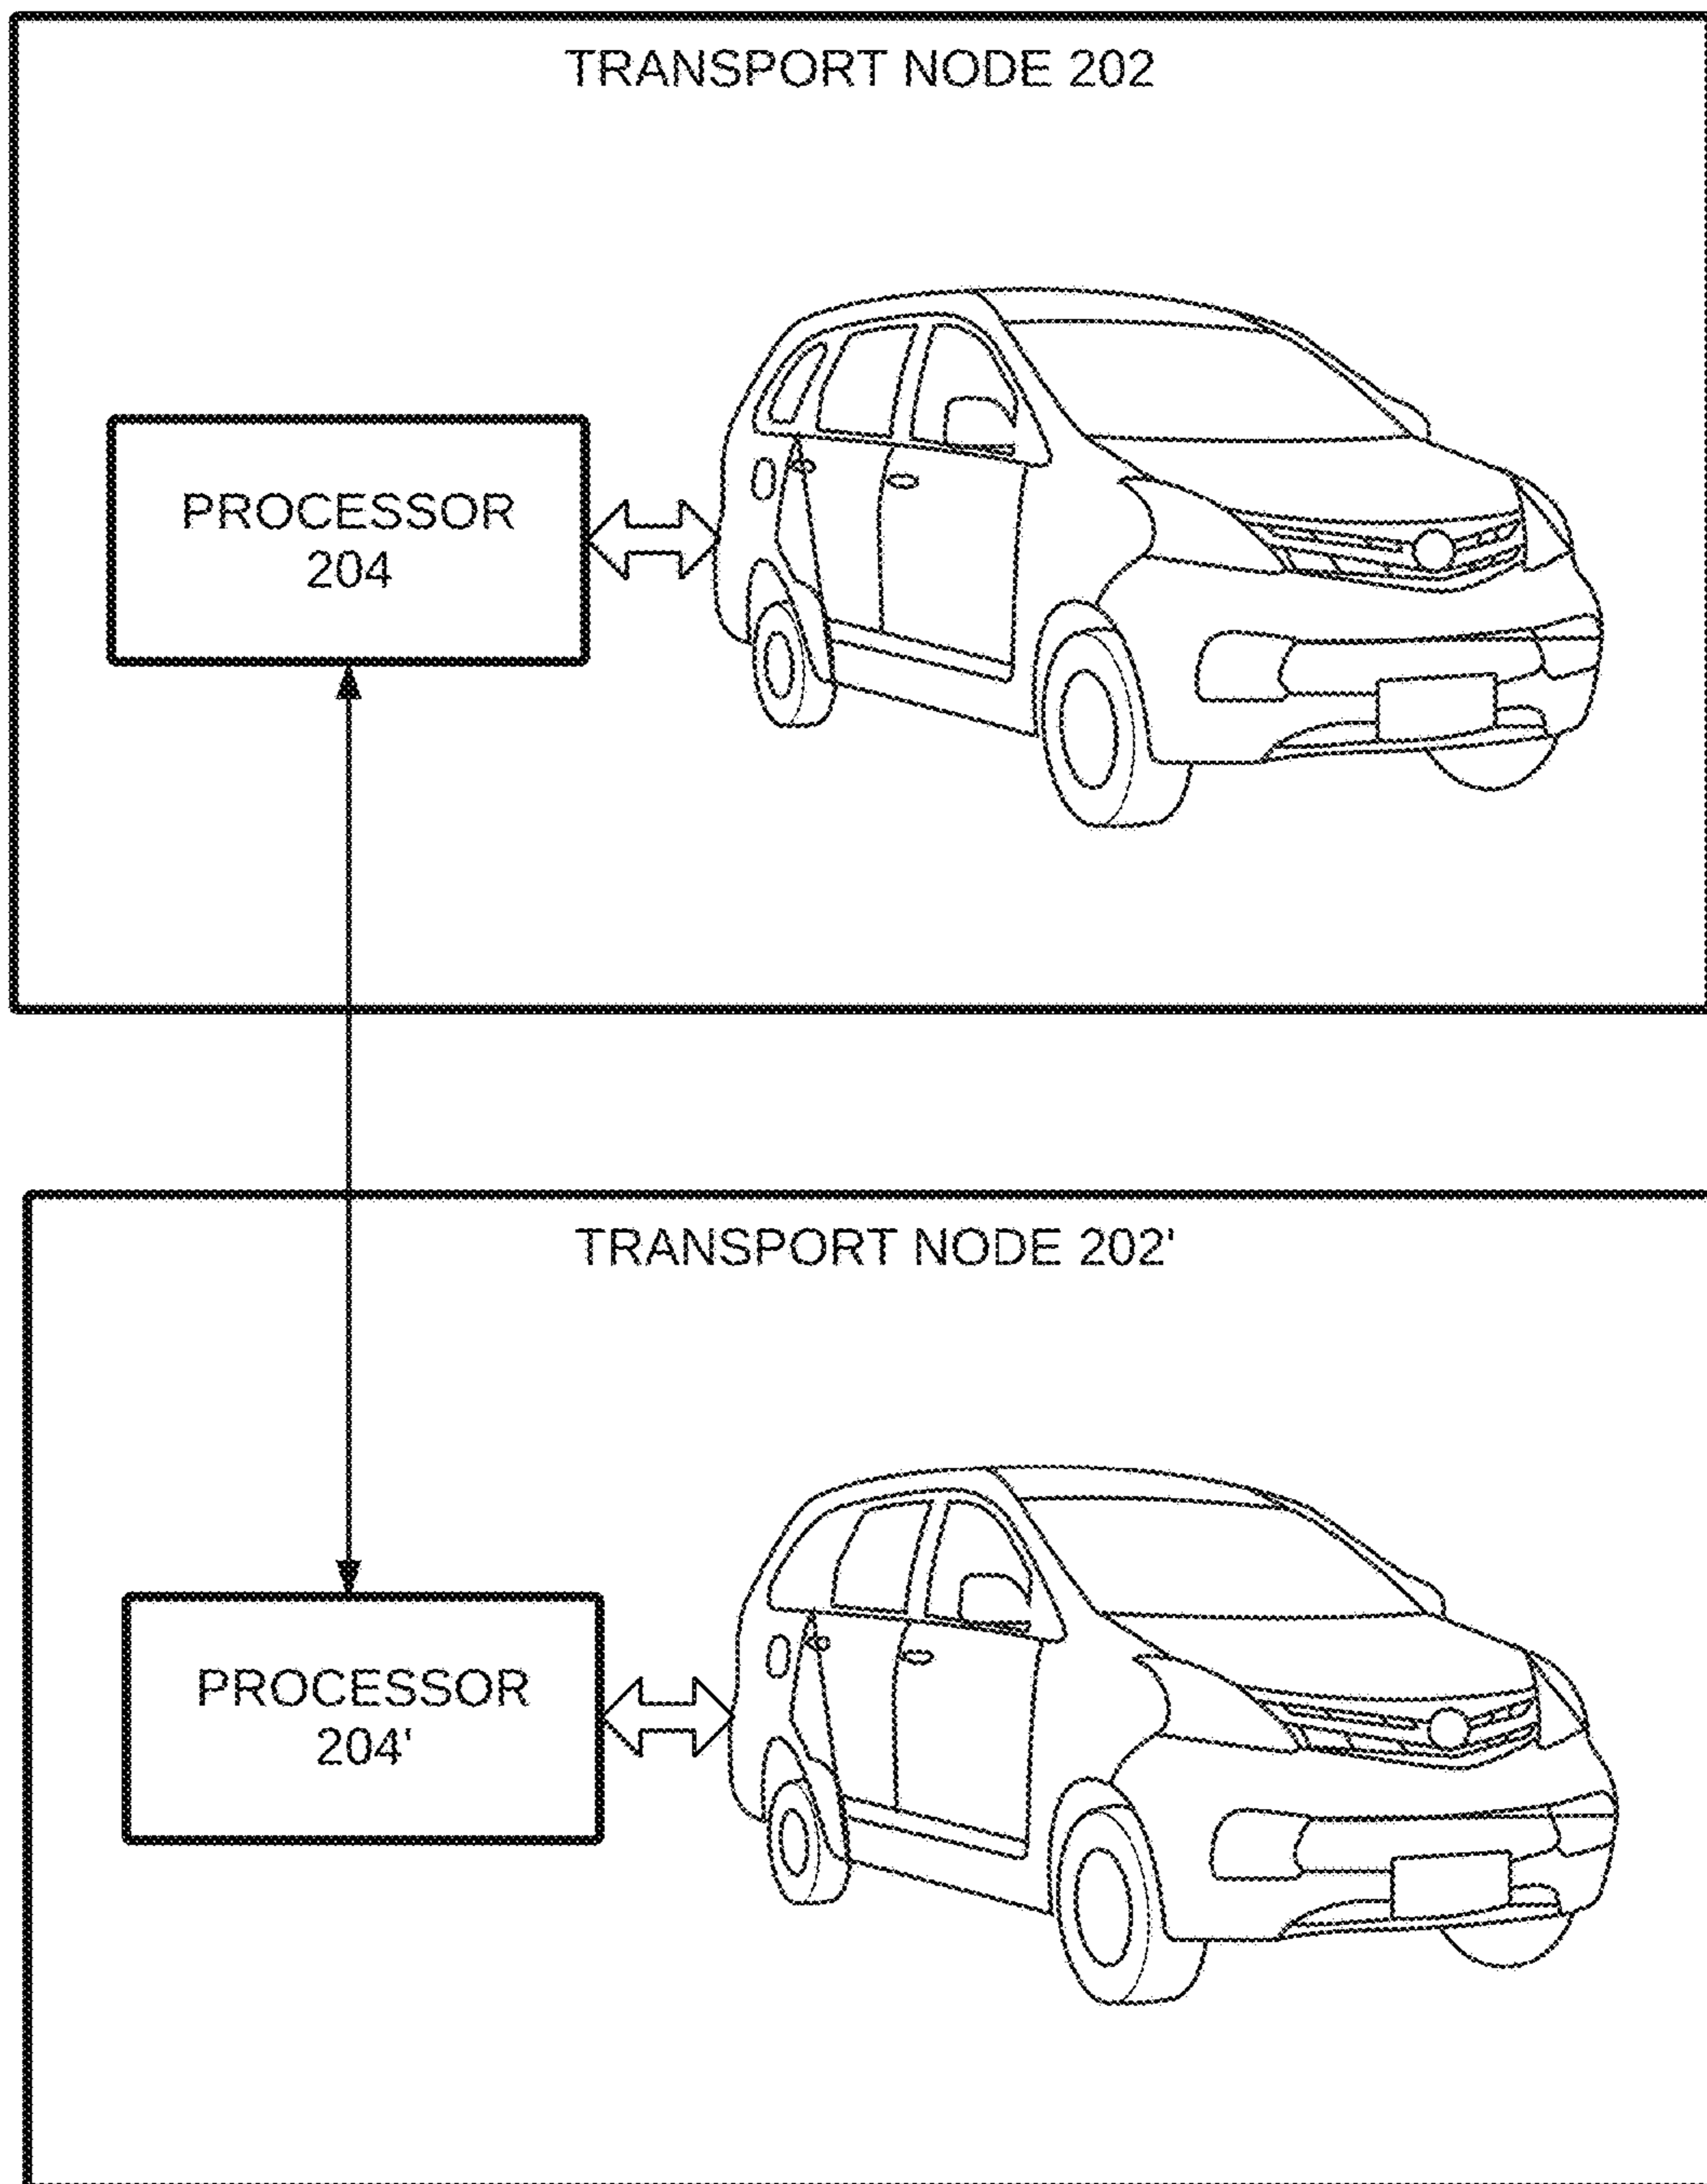 TRANSPORT NODE 202
PROCESSOR
204
TRANSPORT NODE 202'
PROCESSOR
204'